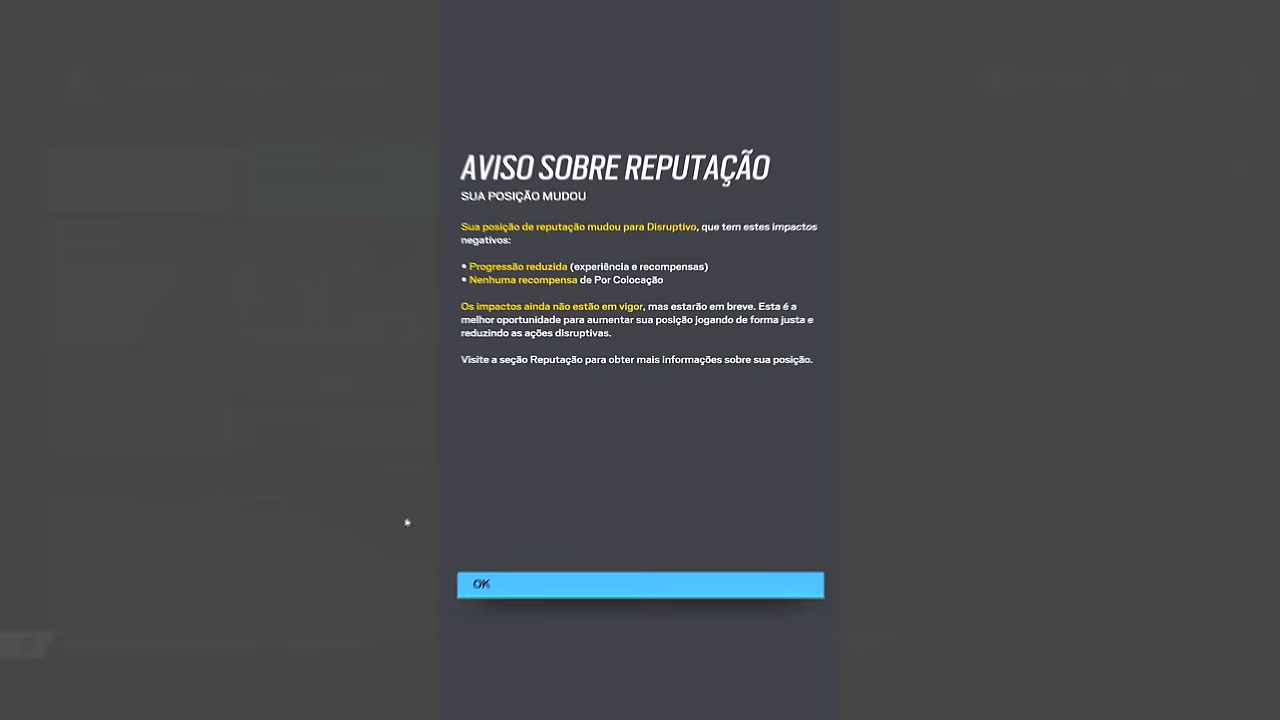 AVISO SOBRE REPUTAÇÃO
SUA POSIÇÃO MUDOU
Sua posição de reputação mudou para Disruptivo, que tem estes impactos
negativos:
• Progressão reduzida (experiência e recompensas)
• Nenhuma recompensa de Por Colocação
Os impactos ainda não estão em vigor, mas estarão em breve. Esta é a
melhor oportunidade para aumentar sua posição jogando de forma justa e
reduzindo as ações disruptivas.
Visite a seção Reputação para obter mais informações sobre sua posição.
OK